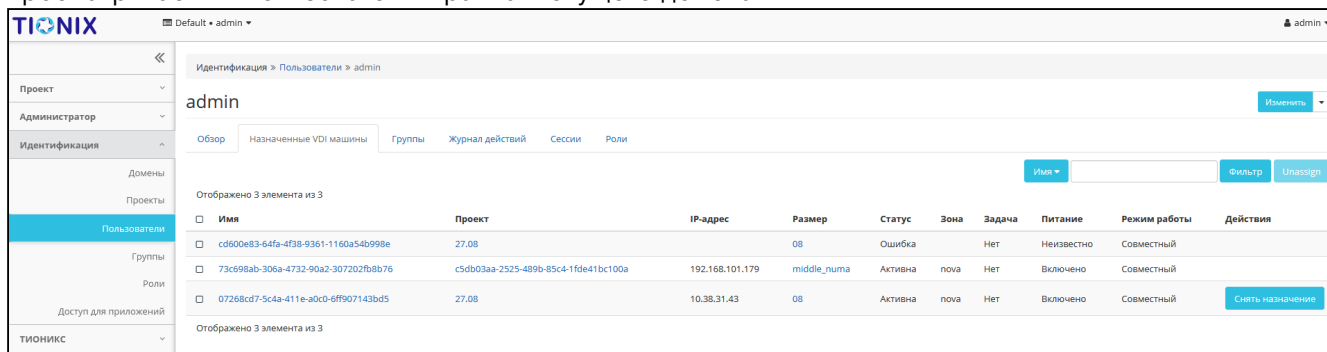 TIONIX
Default • admin
admin
Идентификация » Пользователи » admin
Проект
Администратор
Идентификация
Домены
Проекты
Пользователи
Группы
Роли
Доступ для приложений
ТИОНИКС
admin
Изменить
Обзор Назначенные VDI машины Группы Журнал действий Сессии Роли
Имя Фильтр Unassign
Отображено 3 элемента из 3
Имя Проект IP-адрес Размер Статус Зона Задача Питание Режим работы Действия
cd600e83-64fa-4f38-9361-1160a54b998e 27.08 08 Ошибка Нет Неизвестно Совместный
73c698ab-306a-4732-90a2-307202fb8b76 c5db03aa-2525-489b-85c4-1fde41bc100a 192.168.101.179 middle_numa Активна nova Нет Включено Совместный
07268cd7-5c4a-411e-a0c0-6ff907143bd5 27.08 10.38.31.43 08 Активна nova Нет Включено Совместный Снять назначение
Отображено 3 элемента из 3